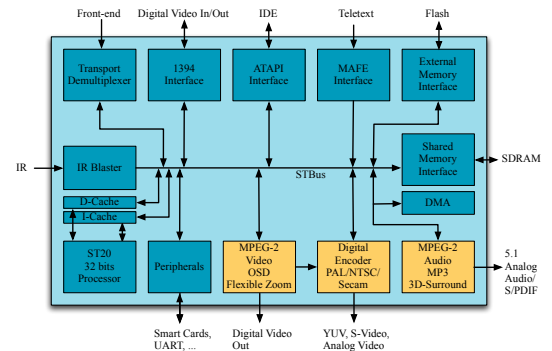 Front-end
Digital Video In/Out
IDE
Teletext
Flash
Transport
Demultiplexer
1394
Interface
ATAPI
Interface
MAFE
Interface
External
Memory
Interface
IR
IR Blaster
STBus
Shared
Memory
Interface
SDRAM
D-Cache
I-Cache
DMA
ST20
32 bits
Processor
Peripherals
MPEG-2
Video
OSD
Flexible Zoom
Digital
Encoder
PAL/NTSC/
Secam
MPEG-2
Audio
MP3
3D-Surround
5.1
Analog
Audio/
S/PDIF
Smart Cards,
UART, ...
Digital Video
Out
YUV, S-Video,
Analog Video